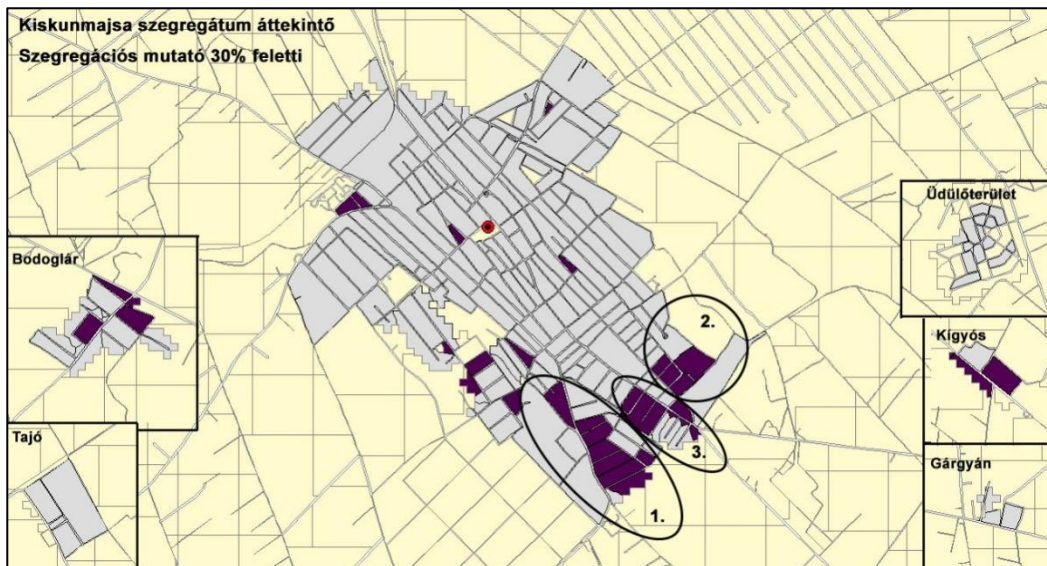 Kiskunmajsa szegregátum áttekintő
Szegregációs mutató 30% feletti
Üdülőterület
Bodoglár
2.
Kígyós
Tajó
3.
Gárgyán
1.